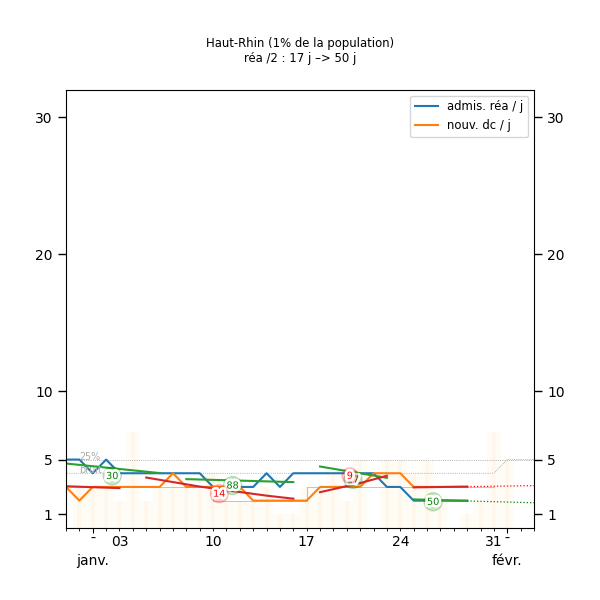 Haut-Rhin (1% de la population)
réa /2 : 17 j –> 50 j
admis. réa / j
nouv. dc / j
30 30
20 20
10 10
25%
5 5
30
9
88
14
50
1 1
- 03 10 17 24 31 -
janv. févr.